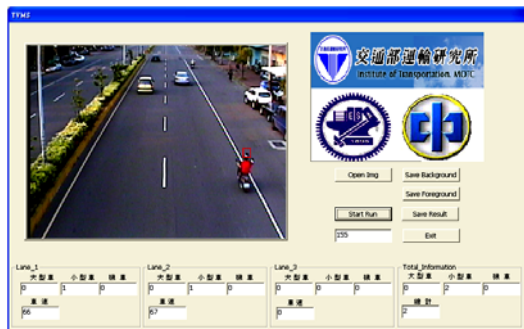 TVMS
交通部運輸研究所
Institute of Transportation, MOTC
Open Img
Save Background
Save Foreground
Start Run
Save Result
155
Exit
Lane_1
大型車 小型車 機車
0 1 0
車速
66
Lane_2
大型車 小型車 機車
0 1 0
車速
67
Lane_3
大型車 小型車 機車
0 0 0
車速
0
Total_Information
大型車 小型車 機車
0 2 0
總計
2